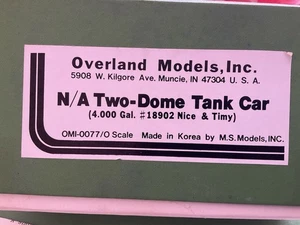 Overland Models,Inc.
5908 W. Kilgore Ave. Muncie, IN 47304 U. S. A.
N/A Two-Dome Tank Car
(4.000 Gal. #18902 Nice & Timy)
OMI-0077/O Scale Made in Korea by M.S.Models,INC.